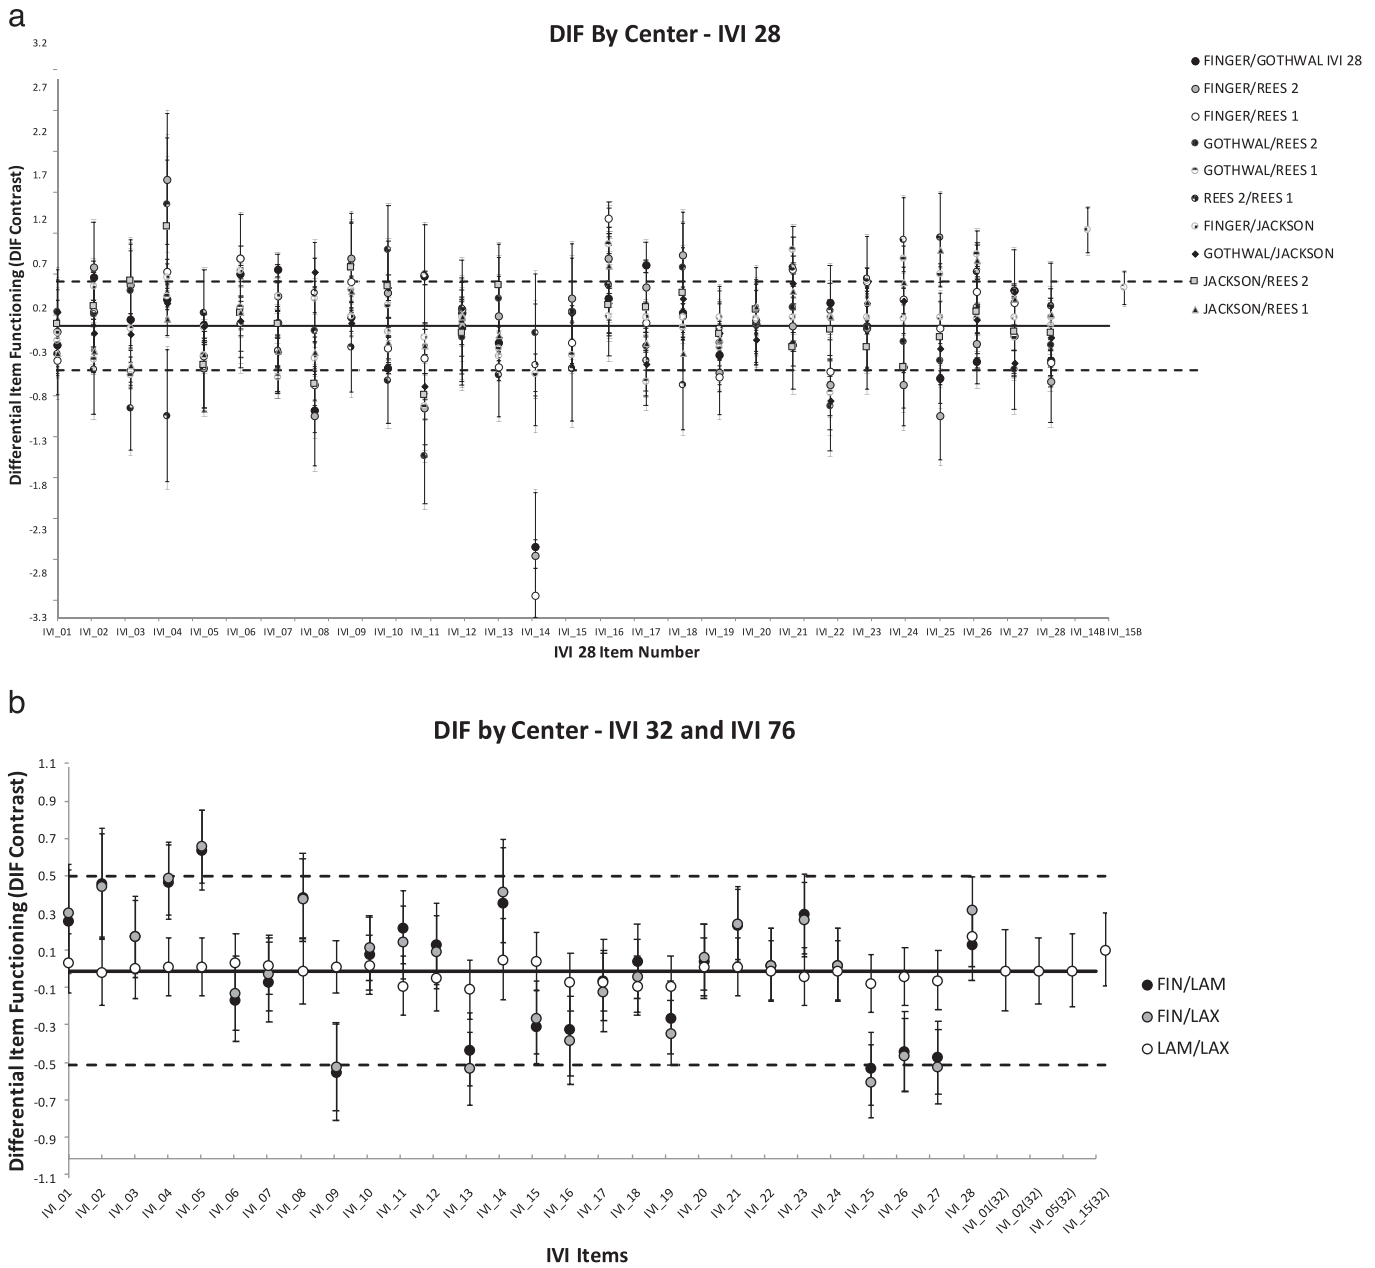 a
DIF By Center - IVI 28
Differential Item Functioning (DIF Contrast)
3.2
2.7
2.2
1.7
1.2
0.7
0.2
-0.3
-0.8
-1.3
-1.8
-2.3
-2.8
-3.3
IVI_01 IVI_02 IVI_03 IVI_04 IVI_05 IVI_06 IVI_07 IVI_08 IVI_09 IVI_10 IVI_11 IVI_12 IVI_13 IVI_14 IVI_15 IVI_16 IVI_17 IVI_18 IVI_19 IVI_20 IVI_21 IVI_22 IVI_23 IVI_24 IVI_25 IVI_26 IVI_27 IVI_28 IVI_14B IVI_15B
IVI 28 Item Number
FINGER/GOTHWAL IVI 28
FINGER/REES 2
FINGER/REES 1
GOTHWAL/REES 2
GOTHWAL/REES 1
REES 2/REES 1
FINGER/JACKSON
GOTHWAL/JACKSON
JACKSON/REES 2
JACKSON/REES 1
b
DIF by Center - IVI 32 and IVI 76
Differential Item Functioning (DIF Contrast)
1.1
0.9
0.7
0.5
0.3
0.1
-0.1
-0.3
-0.5
-0.7
-0.9
-1.1
IVI_01 IVI_02 IVI_03 IVI_04 IVI_05 IVI_06 IVI_07 IVI_08 IVI_09 IVI_10 IVI_11 IVI_12 IVI_13 IVI_14 IVI_15 IVI_16 IVI_17 IVI_18 IVI_19 IVI_20 IVI_21 IVI_22 IVI_23 IVI_24 IVI_25 IVI_26 IVI_27 IVI_28 IVI_01(32) IVI_02(32) IVI_05(32) IVI_15(32)
IVI Items
FIN/LAM
FIN/LAX
LAM/LAX